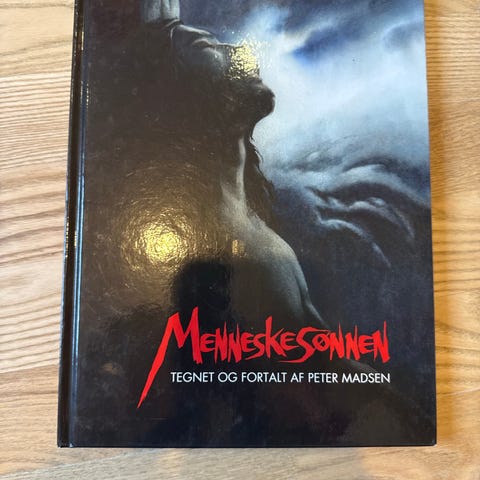 MENNESKESØNNEN
TEGNET OG FORTALT AF PETER MADSEN